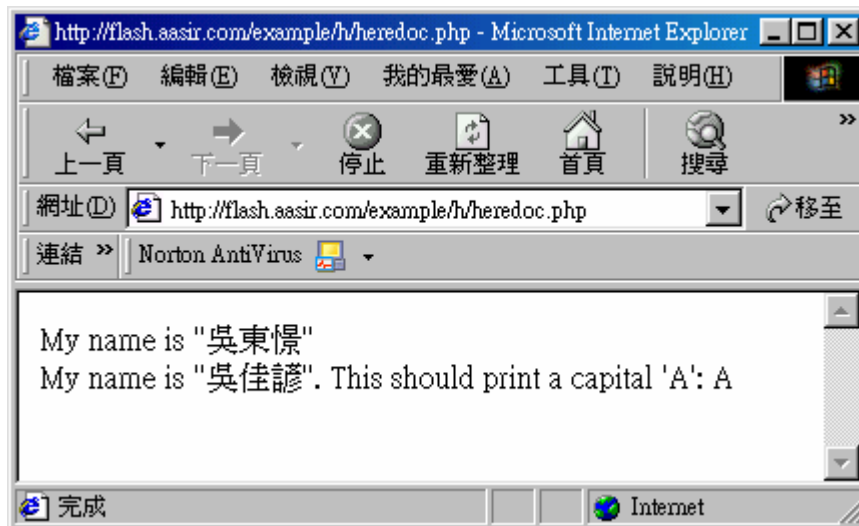 http://flash.aasir.com/example/h/heredoc.php - Microsoft Internet Explorer
檔案(F) 編輯(E) 檢視(V) 我的最愛(A) 工具(T) 說明(H)
上一頁 下一頁 停止 重新整理 首頁 搜尋 »
網址(D) http://flash.aasir.com/example/h/heredoc.php 移至
連結 » Norton AntiVirus
My name is "吳東憬"
My name is "吳佳諺". This should print a capital 'A': A
完成 Internet